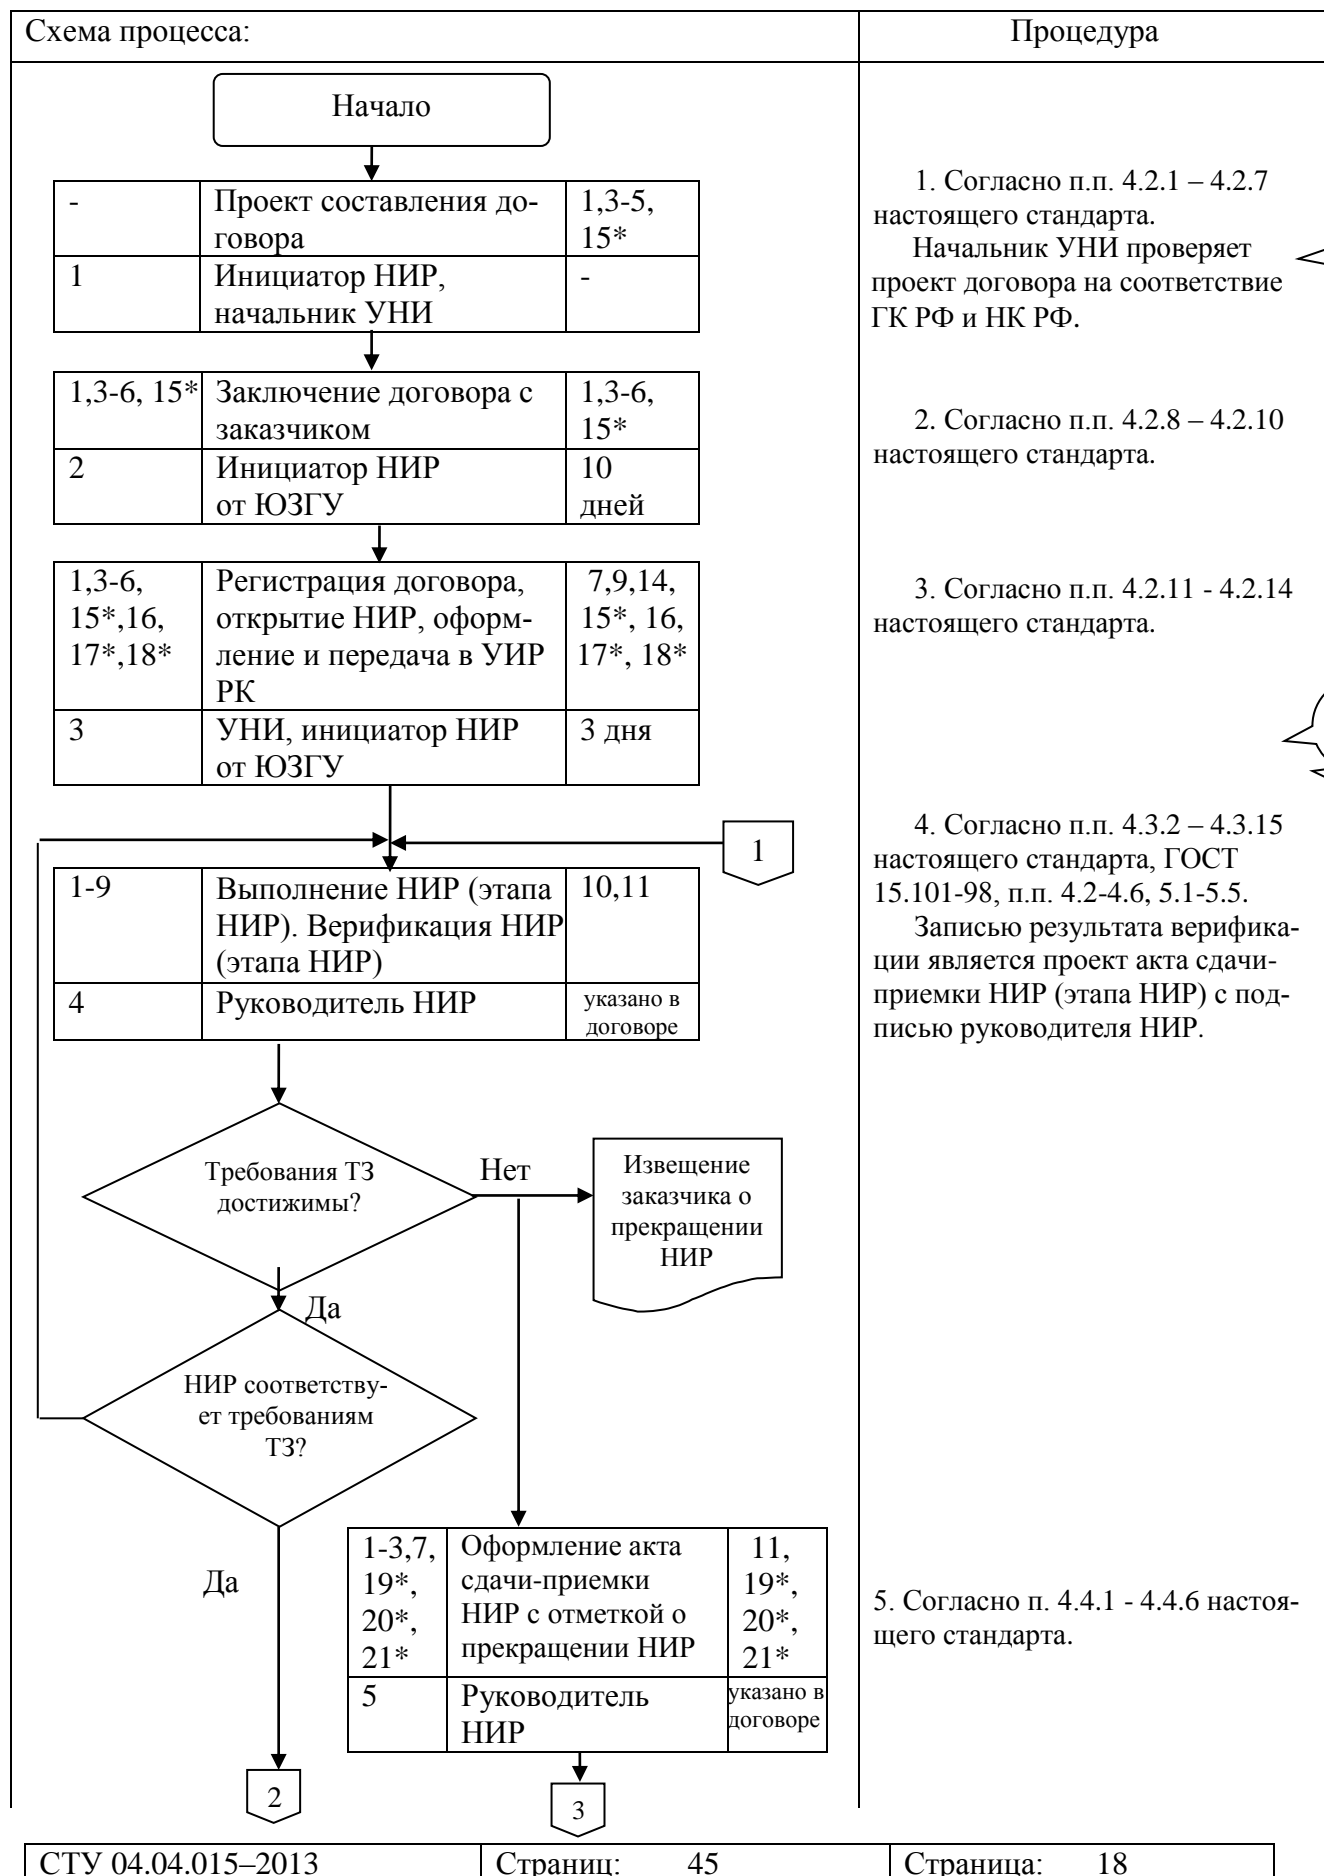 Схема процесса:
Процедура
Начало
-
Проект составления до-
говора
1,3-5,
15*
1
Инициатор НИР,
начальник УНИ
-
1. Согласно п.п. 4.2.1 – 4.2.7
настоящего стандарта.
Начальник УНИ проверяет
проект договора на соответствие
ГК РФ и НК РФ.
1,3-6, 15*
Заключение договора с
заказчиком
1,3-6,
15*
2
Инициатор НИР
от ЮЗГУ
10
дней
2. Согласно п.п. 4.2.8 – 4.2.10
настоящего стандарта.
1,3-6,
15*,16,
17*,18*
Регистрация договора,
открытие НИР, оформ-
ление и передача в УИР
РК
7,9,14,
15*, 16,
17*, 18*
3
УНИ, инициатор НИР
от ЮЗГУ
3 дня
3. Согласно п.п. 4.2.11 - 4.2.14
настоящего стандарта.
1
1-9
Выполнение НИР (этапа
НИР). Верификация НИР
(этапа НИР)
10,11
4
Руководитель НИР
указано в
договоре
4. Согласно п.п. 4.3.2 – 4.3.15
настоящего стандарта, ГОСТ
15.101-98, п.п. 4.2-4.6, 5.1-5.5.
Записью результата верифика-
ции является проект акта сдачи-
приемки НИР (этапа НИР) с под-
писью руководителя НИР.
Требования ТЗ
достижимы?
Нет
Извещение
заказчика о
прекращении
НИР
Да
НИР соответству-
ет требованиям
ТЗ?
Да
1-3,7,
19*,
20*,
21*
Оформление акта
сдачи-приемки
НИР с отметкой о
прекращении НИР
11,
19*,
20*,
21*
5
Руководитель
НИР
указано в
договоре
5. Согласно п. 4.4.1 - 4.4.6 настоя-
щего стандарта.
2
3
СТУ 04.04.015–2013
Страниц: 45
Страница: 18